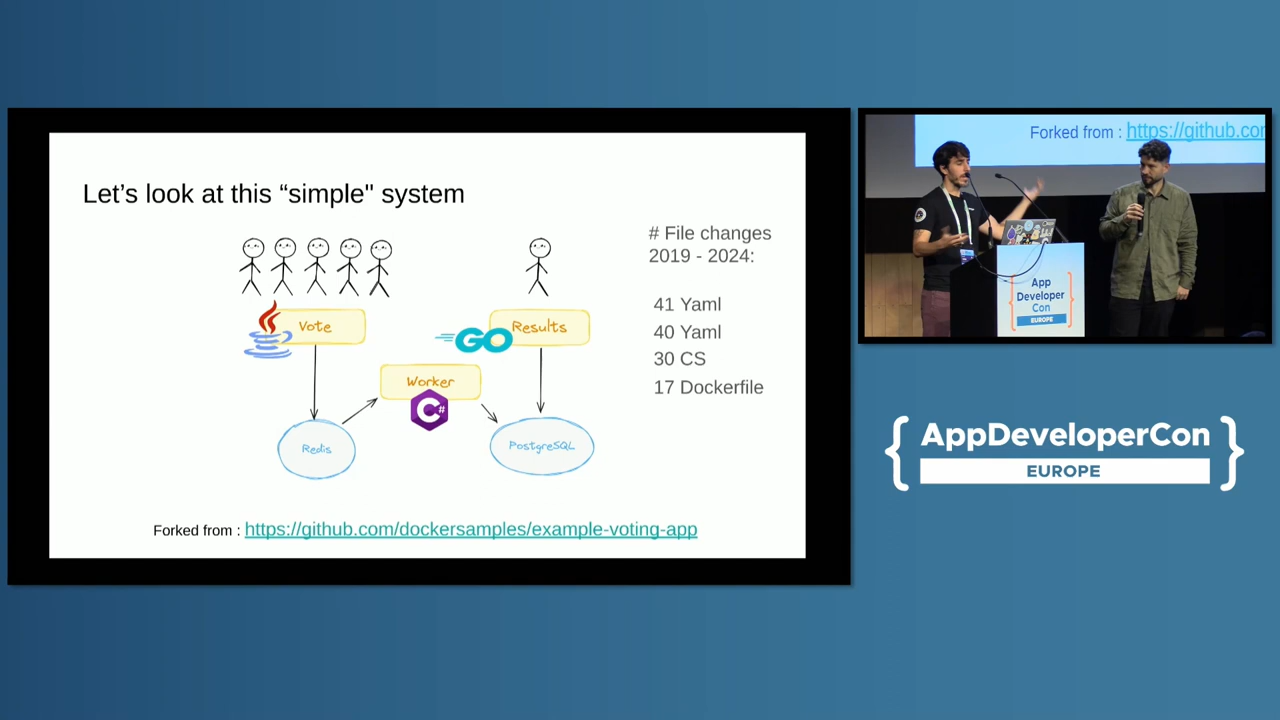 Let's look at this “simple" system
# File changes
2019 - 2024:
Vote
GO
Results
41 Yaml
40 Yaml
30 CS
17 Dockerfile
Worker
C#
Redis
PostgreSQL
Forked from : https://github.com/dockersamples/example-voting-app
Forked from : https://github.com
App
Developer
Con
EUROPE
{ AppDeveloperCon }
EUROPE